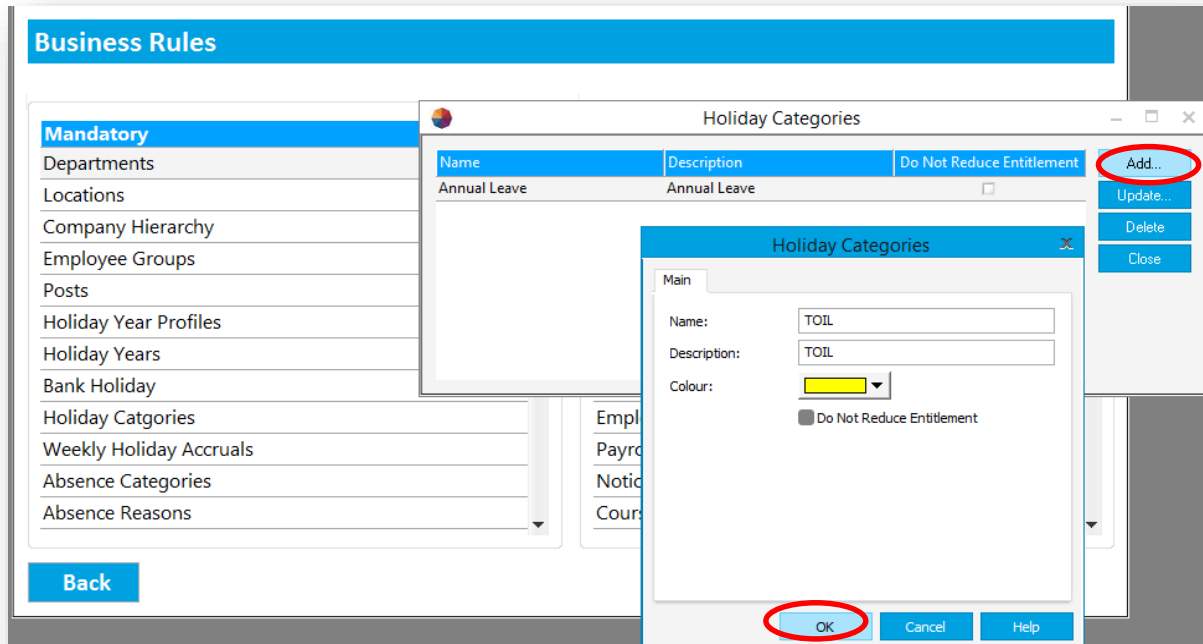 Business Rules
Mandatory
Departments
Locations
Company Hierarchy
Employee Groups
Posts
Holiday Year Profiles
Holiday Years
Bank Holiday
Holiday Catgories
Weekly Holiday Accruals
Absence Categories
Absence Reasons
Back
Holiday Categories
Name Description Do Not Reduce Entitlement
Annual Leave Annual Leave
Add...
Update...
Delete
Close
Holiday Categories
Main
Name: TOIL
Description: TOIL
Colour:
Do Not Reduce Entitlement
OK Cancel Help